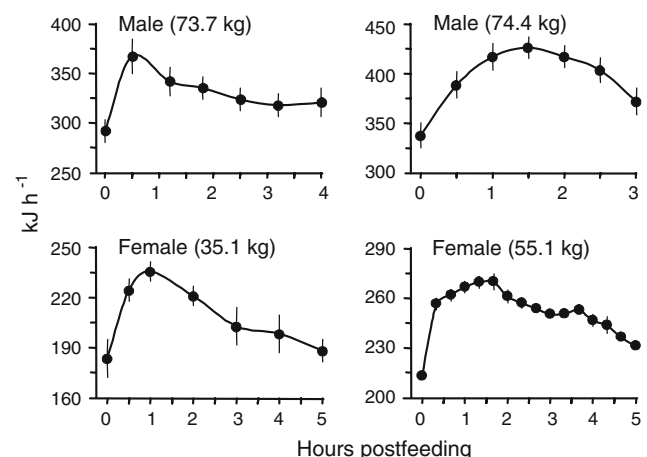 Male (73.7 kg)
400
350
300
250
0 1 2 3 4
Male (74.4 kg)
450
400
350
300
0 1 2 3
kJ h -1
Female (35.1 kg)
250
220
190
160
0 1 2 3 4 5
Female (55.1 kg)
290
260
230
200
0 1 2 3 4 5
Hours postfeeding